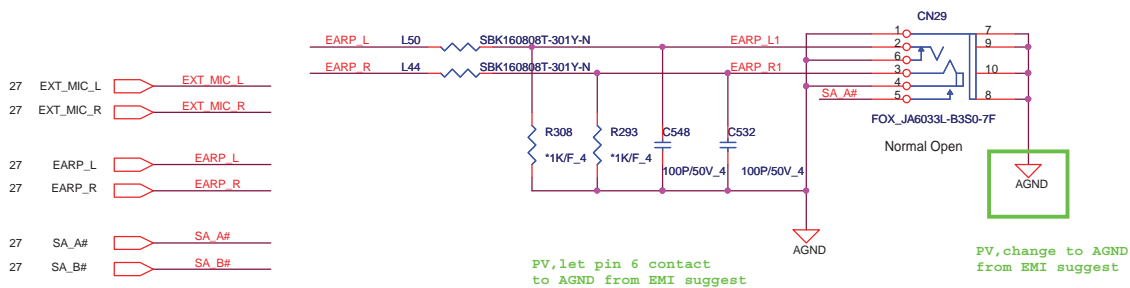 CN29
EARP_L L50 SBK160808T-301Y-N EARP_L1 1 7
2 9
6
EARP_R L44 SBK160808T-301Y-N EARP_R1 3 10
4
SA_A# 5 8
FOX_JA6033L-B3S0-7F
Normal Open
27 EXT_MIC_L EXT_MIC_L
27 EXT_MIC_R EXT_MIC_R
R308 R293 C548 C532
*1K/F_4 *1K/F_4 100P/50V_4 100P/50V_4
27 EARP_L EARP_L
27 EARP_R EARP_R
AGND
27 SA_A# SA_A#
27 SA_B# SA_B#
AGND
PV,let pin 6 contact
to AGND from EMI suggest
PV,change to AGND
from EMI suggest